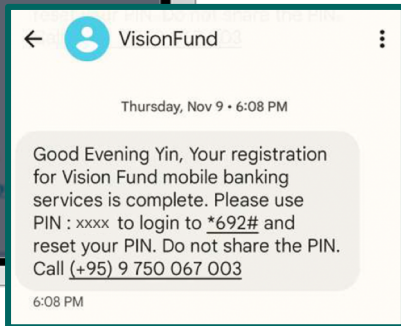 VisionFund
Thursday, Nov 9 • 6:08 PM
Good Evening Yin, Your registration
for Vision Fund mobile banking
services is complete. Please use
PIN : xxxx to login to *692# and
reset your PIN. Do not share the PIN.
Call (+95) 9 750 067 003
6:08 PM